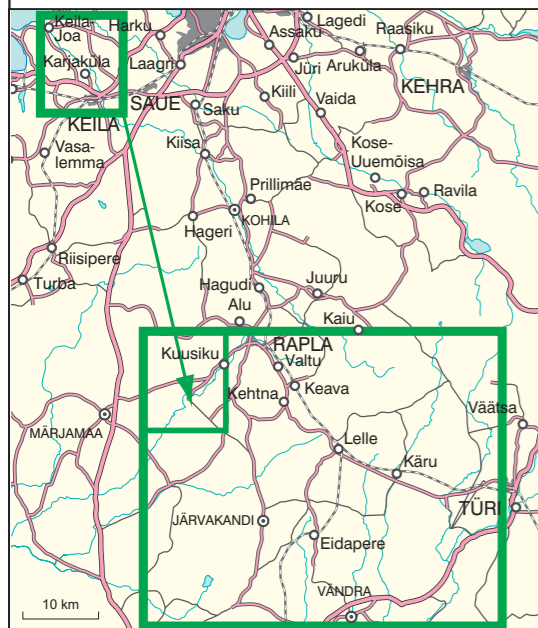 Keila-
Joa
Harku
Lagedi
Assaku
Raasiku
Karjaküla
Laagri
Jüri
Aruküla
KEHRA
SAUE
Saku
Kiili
Vaida
KEILA
Vasa-
lemma
Kiisa
Kose-
Uuemõisa
Prillimäe
Ravila
Kose
KOHILA
Hageri
Riisipere
Turba
Hagudi
Juuru
Alu
Kaiu
RAPLA
Kuusiku
Valtu
Keava
Kehtna
MÄRJAMAA
Väätsa
Lelle
Käru
TÜRI
JÄRVAKANDI
Eidapere
VÄNDRA
10 km